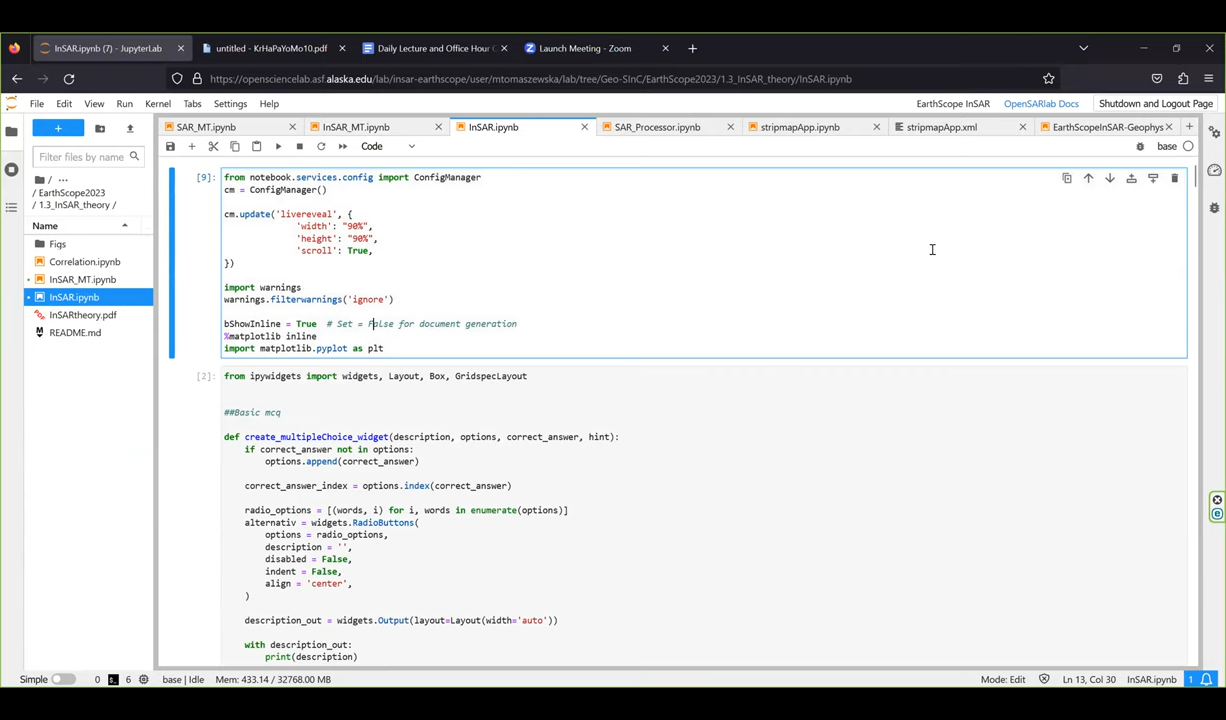 InSAR.ipynb (7) - JupyterLab
untitled - KrHaPaYoMo10.pdf
Daily Lecture and Office Hour
Launch Meeting - Zoom
https://opensciencelab.asf.alaska.edu/lab/insar-earthscope/user/mtomaszewska/lab/tree/Geo-SInC/EarthScope2023/1.3_InSAR_theory/InSAR.ipynb
File Edit View Run Kernel Tabs Settings Help
EarthScope InSAR OpenSARlab Docs Shutdown and Logout Page
SAR_MT.ipynb
InSAR_MT.ipynb
InSAR.ipynb
SAR_Processor.ipynb
stripmapApp.ipynb
stripmapApp.xml
EarthScopeInSAR-Geophys
Code
base
Filter files by name
/ ...
/ EarthScope2023
/ 1.3_InSAR_theory /
Name
Figs
Correlation.ipynb
InSAR_MT.ipynb
InSAR.ipynb
InSARtheory.pdf
README.md
[9]:
from notebook.services.config import ConfigManager
cm = ConfigManager()
cm.update('livereveal', {
'width': "90%",
'height': "90%",
'scroll': True,
})
import warnings
warnings.filterwarnings('ignore')
bShowInline = True # Set = False for document generation
%matplotlib inline
import matplotlib.pyplot as plt
[2]:
from ipywidgets import widgets, Layout, Box, GridspecLayout
##Basic mcq
def create_multipleChoice_widget(description, options, correct_answer, hint):
if correct_answer not in options:
options.append(correct_answer)
correct_answer_index = options.index(correct_answer)
radio_options = [(words, i) for i, words in enumerate(options)]
alternativ = widgets.RadioButtons(
options = radio_options,
description = '',
disabled = False,
indent = False,
align = 'center',
)
description_out = widgets.Output(layout=Layout(width='auto'))
with description_out:
print(description)
Simple 0 6 base | Idle Mem: 433.14 / 32768.00 MB
Mode: Edit Ln 13, Col 30 InSAR.ipynb 1